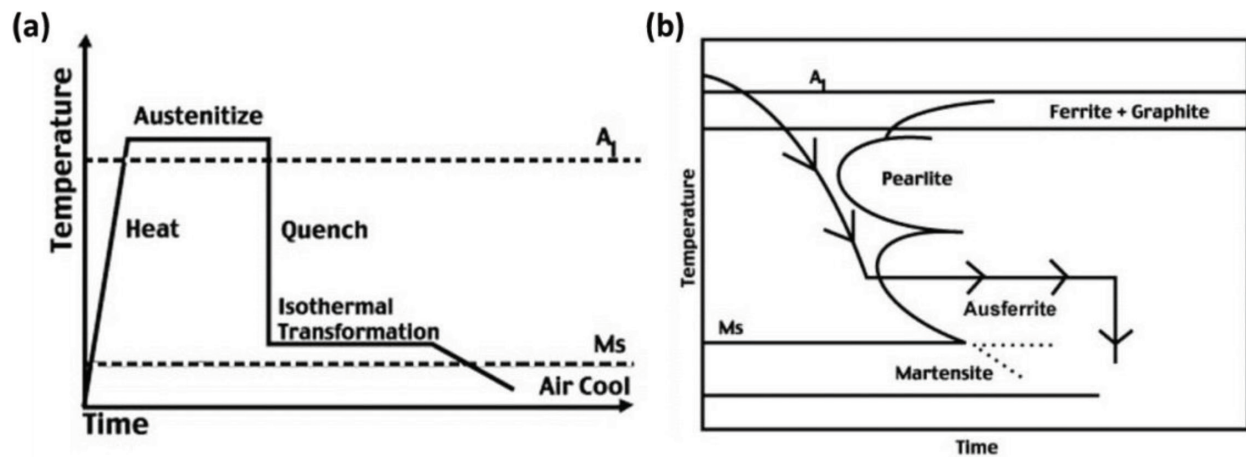 (a)
Temperature
Austenitize
A1
Heat
Quench
Isothermal
Transformation
Ms
Air Cool
Time
(b)
Temperature
A1
Ferrite + Graphite
Pearlite
Ausferrite
Ms
Martensite
Time